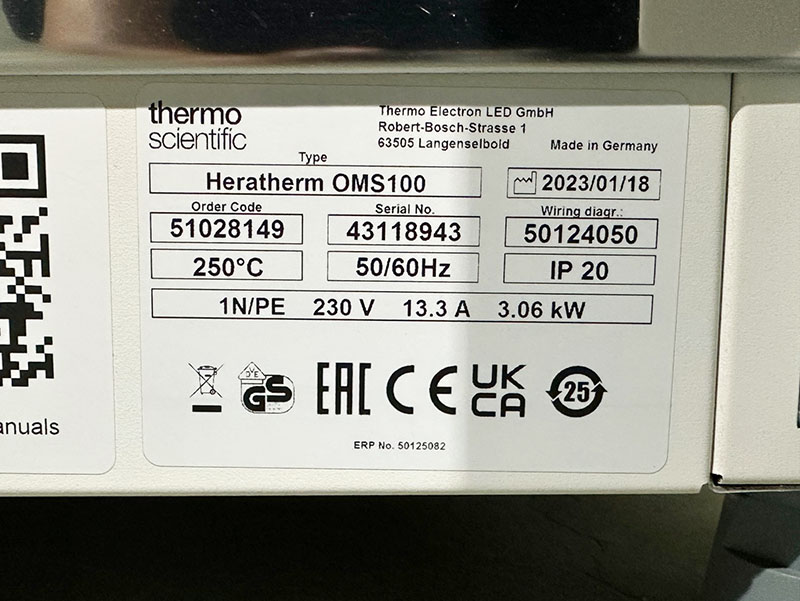 thermo
scientific
Thermo Electron LED GmbH
Robert-Bosch-Strasse 1
63505 Langenselbold
Made in Germany
Type
Heratherm OMS100
2023/01/18
Order Code
Serial No.
Wiring diagr.:
51028149
43118943
50124050
250°C
50/60Hz
IP 20
1N/PE 230 V 13.3 A 3.06 kW
DVE
GS
EAC
CE
UK
CA
25
ERP No. 50125082
anuals